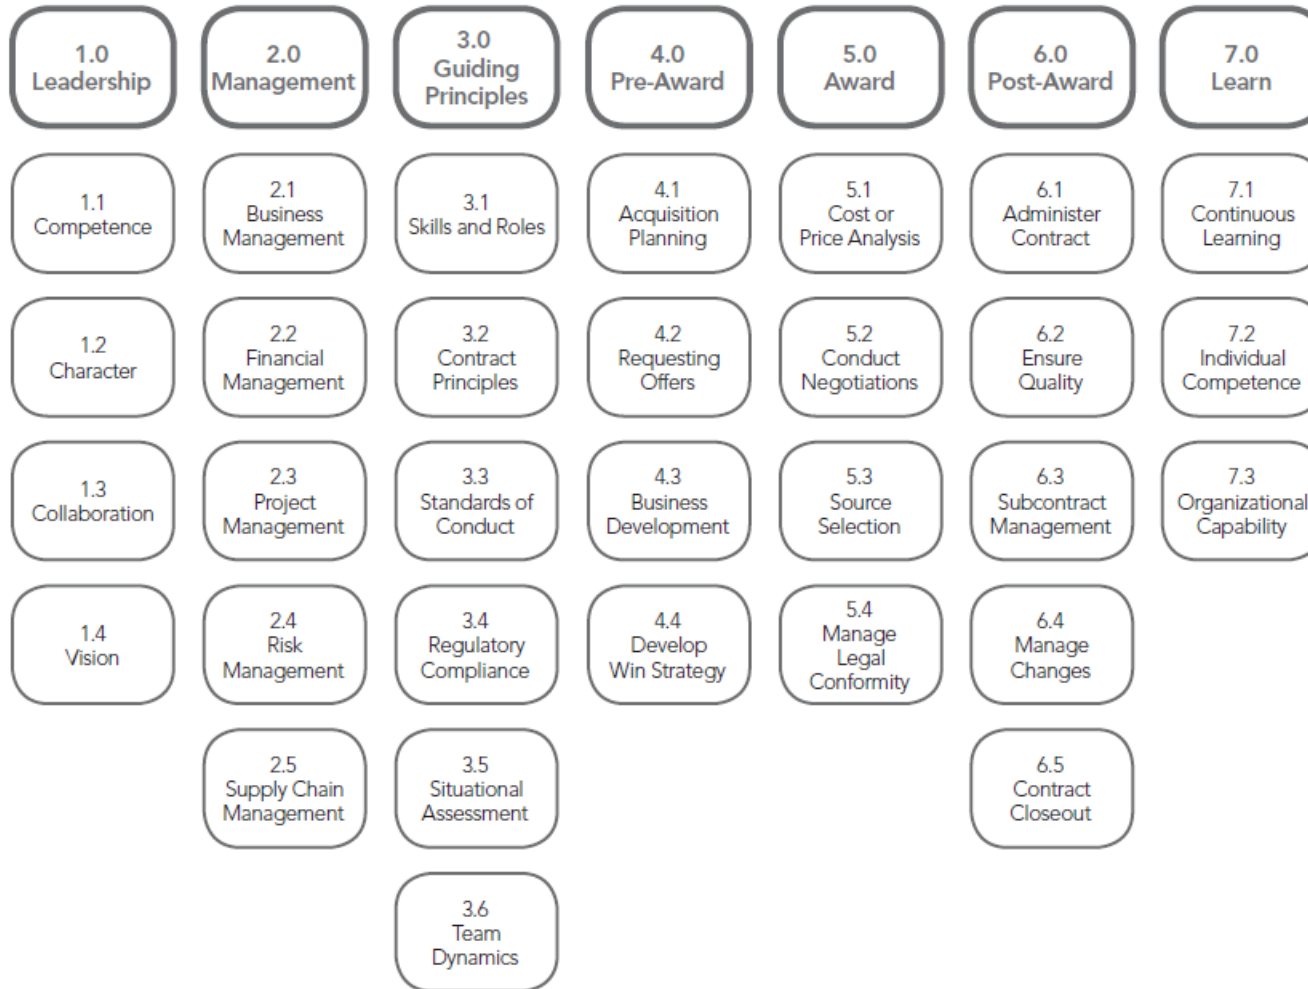 1.0
Leadership
2.0
Management
3.0
Guiding
Principles
4.0
Pre-Award
5.0
Award
6.0
Post-Award
7.0
Learn
1.1
Competence
2.1
Business
Management
3.1
Skills and Roles
4.1
Acquisition
Planning
5.1
Cost or
Price Analysis
6.1
Administer
Contract
7.1
Continuous
Learning
1.2
Character
2.2
Financial
Management
3.2
Contract
Principles
4.2
Requesting
Offers
5.2
Conduct
Negotiations
6.2
Ensure
Quality
7.2
Individual
Competence
1.3
Collaboration
2.3
Project
Management
3.3
Standards of
Conduct
4.3
Business
Development
5.3
Source
Selection
6.3
Subcontract
Management
7.3
Organizational
Capability
1.4
Vision
2.4
Risk
Management
3.4
Regulatory
Compliance
4.4
Develop
Win Strategy
5.4
Manage
Legal
Conformity
6.4
Manage
Changes
2.5
Supply Chain
Management
3.5
Situational
Assessment
6.5
Contract
Closeout
3.6
Team
Dynamics